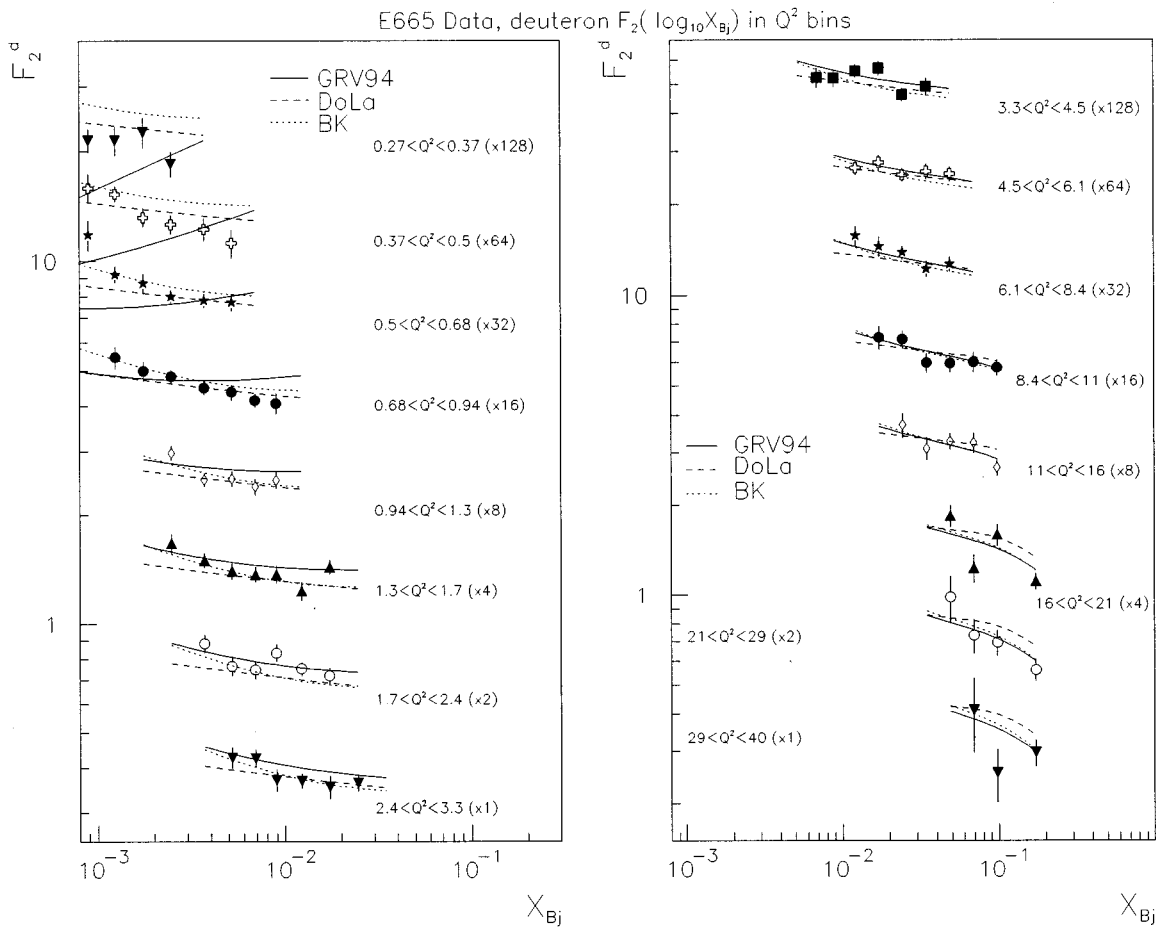 E665 Data, deuteron F₂( log₁₀X_Bj) in Q² bins
F₂ᵈ
GRV94
DoLa
BK
0.27<Q²<0.37 (x128)
0.37<Q²<0.5 (x64)
10
0.5<Q²<0.68 (x32)
0.68<Q²<0.94 (x16)
0.94<Q²<1.3 (x8)
1
1.3<Q²<1.7 (x4)
1.7<Q²<2.4 (x2)
2.4<Q²<3.3 (x1)
10⁻³
10⁻²
10⁻¹
X_Bj
F₂ᵈ
3.3<Q²<4.5 (x128)
4.5<Q²<6.1 (x64)
6.1<Q²<8.4 (x32)
10
8.4<Q²<11 (x16)
GRV94
DoLa
BK
11<Q²<16 (x8)
1
16<Q²<21 (x4)
21<Q²<29 (x2)
29<Q²<40 (x1)
10⁻³
10⁻²
10⁻¹
1
X_Bj